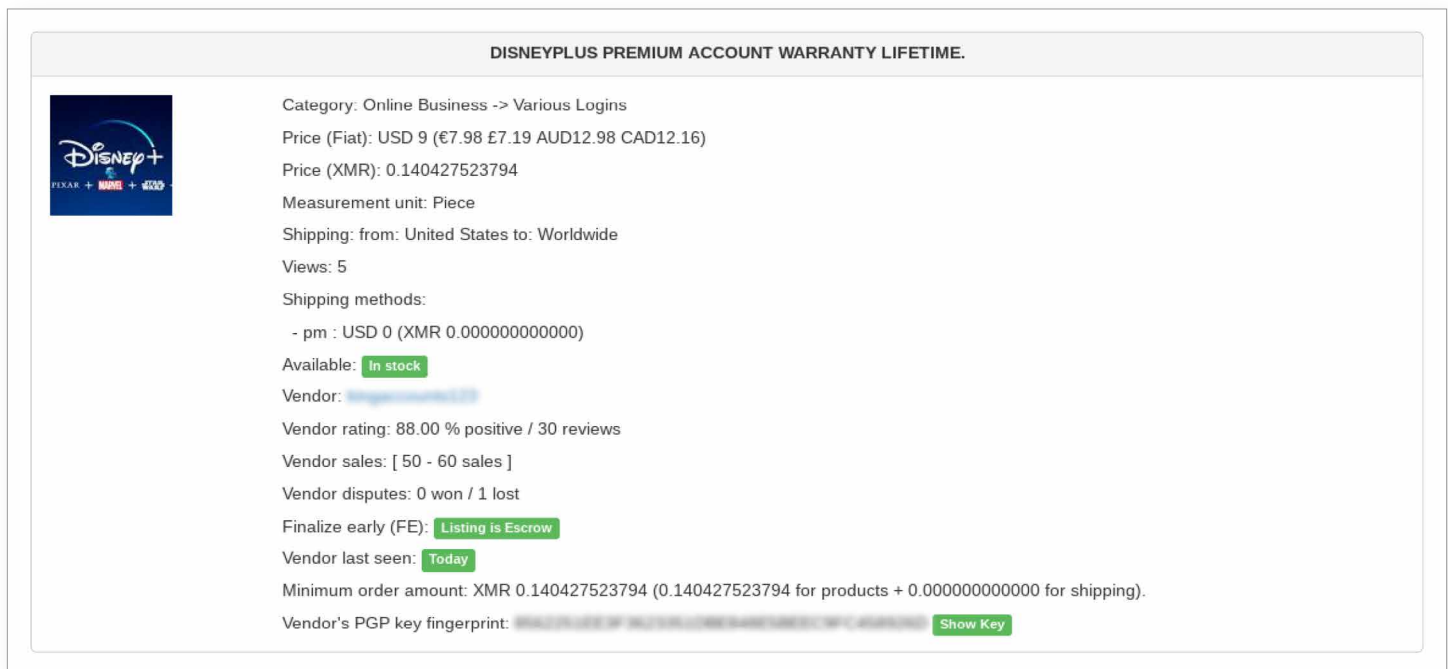 DISNEYPLUS PREMIUM ACCOUNT WARRANTY LIFETIME.
Disney+
PIXAR + MARVEL + STAR WARS
Category: Online Business -> Various Logins
Price (Fiat): USD 9 (€7.98 £7.19 AUD12.98 CAD12.16)
Price (XMR): 0.140427523794
Measurement unit: Piece
Shipping: from: United States to: Worldwide
Views: 5
Shipping methods:
- pm : USD 0 (XMR 0.000000000000)
Available: In stock
Vendor:
Vendor rating: 88.00 % positive / 30 reviews
Vendor sales: [ 50 - 60 sales ]
Vendor disputes: 0 won / 1 lost
Finalize early (FE): Listing is Escrow
Vendor last seen: Today
Minimum order amount: XMR 0.140427523794 (0.140427523794 for products + 0.000000000000 for shipping).
Vendor's PGP key fingerprint: Show Key